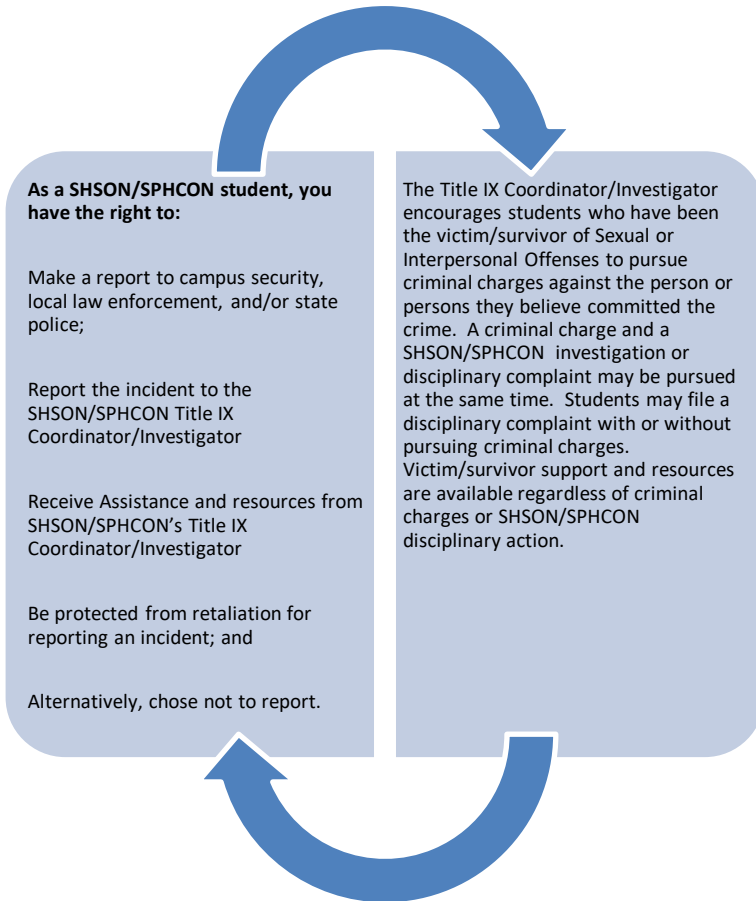 As a SHSON/SPHCON student, you
have the right to:
Make a report to campus security,
local law enforcement, and/or state
police;
Report the incident to the
SHSON/SPHCON Title IX
Coordinator/Investigator
Receive Assistance and resources from
SHSON/SPHCON’s Title IX
Coordinator/Investigator
Be protected from retaliation for
reporting an incident; and
Alternatively, chose not to report.
The Title IX Coordinator/Investigator
encourages students who have been
the victim/survivor of Sexual or
Interpersonal Offenses to pursue
criminal charges against the person or
persons they believe committed the
crime. A criminal charge and a
SHSON/SPHCON investigation or
disciplinary complaint may be pursued
at the same time. Students may file a
disciplinary complaint with or without
pursuing criminal charges.
Victim/survivor support and resources
are available regardless of criminal
charges or SHSON/SPHCON
disciplinary action.